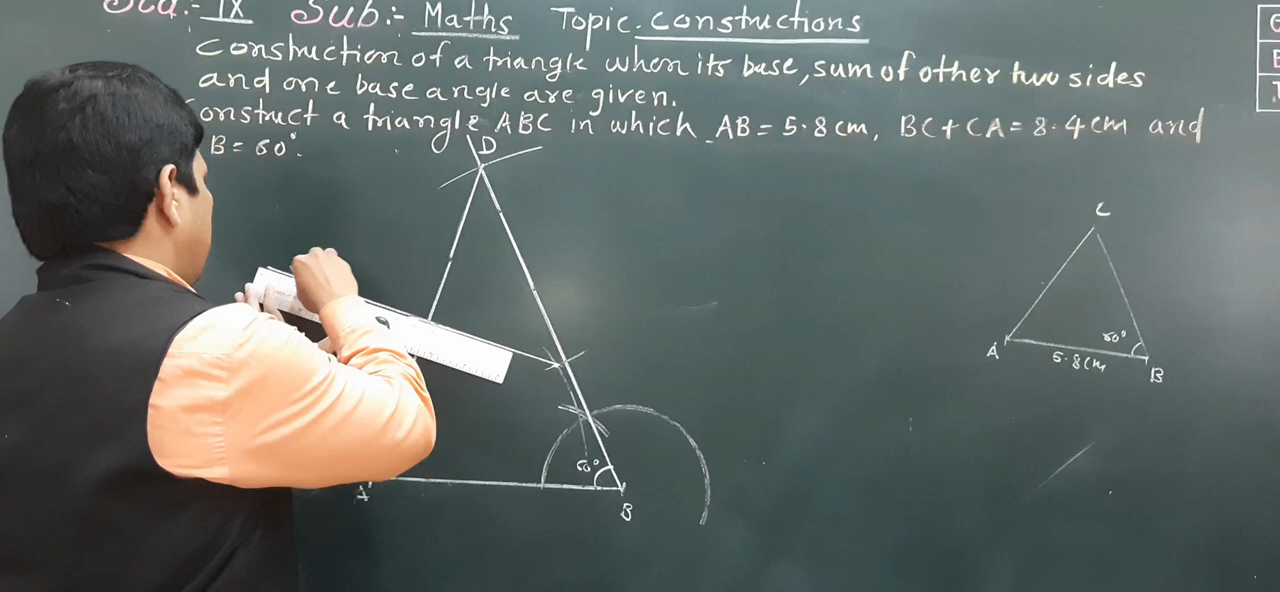 Std:- IX Sub:- Maths Topic. constructions
construction of a triangle when its base, sum of other two sides
and one base angle are given.
onstruct a triangle ABC in which AB = 5.8 cm, BC + CA = 8.4 cm and
B = 60°.
D
C
A
60°
5.8 cm
B
60°
A
B